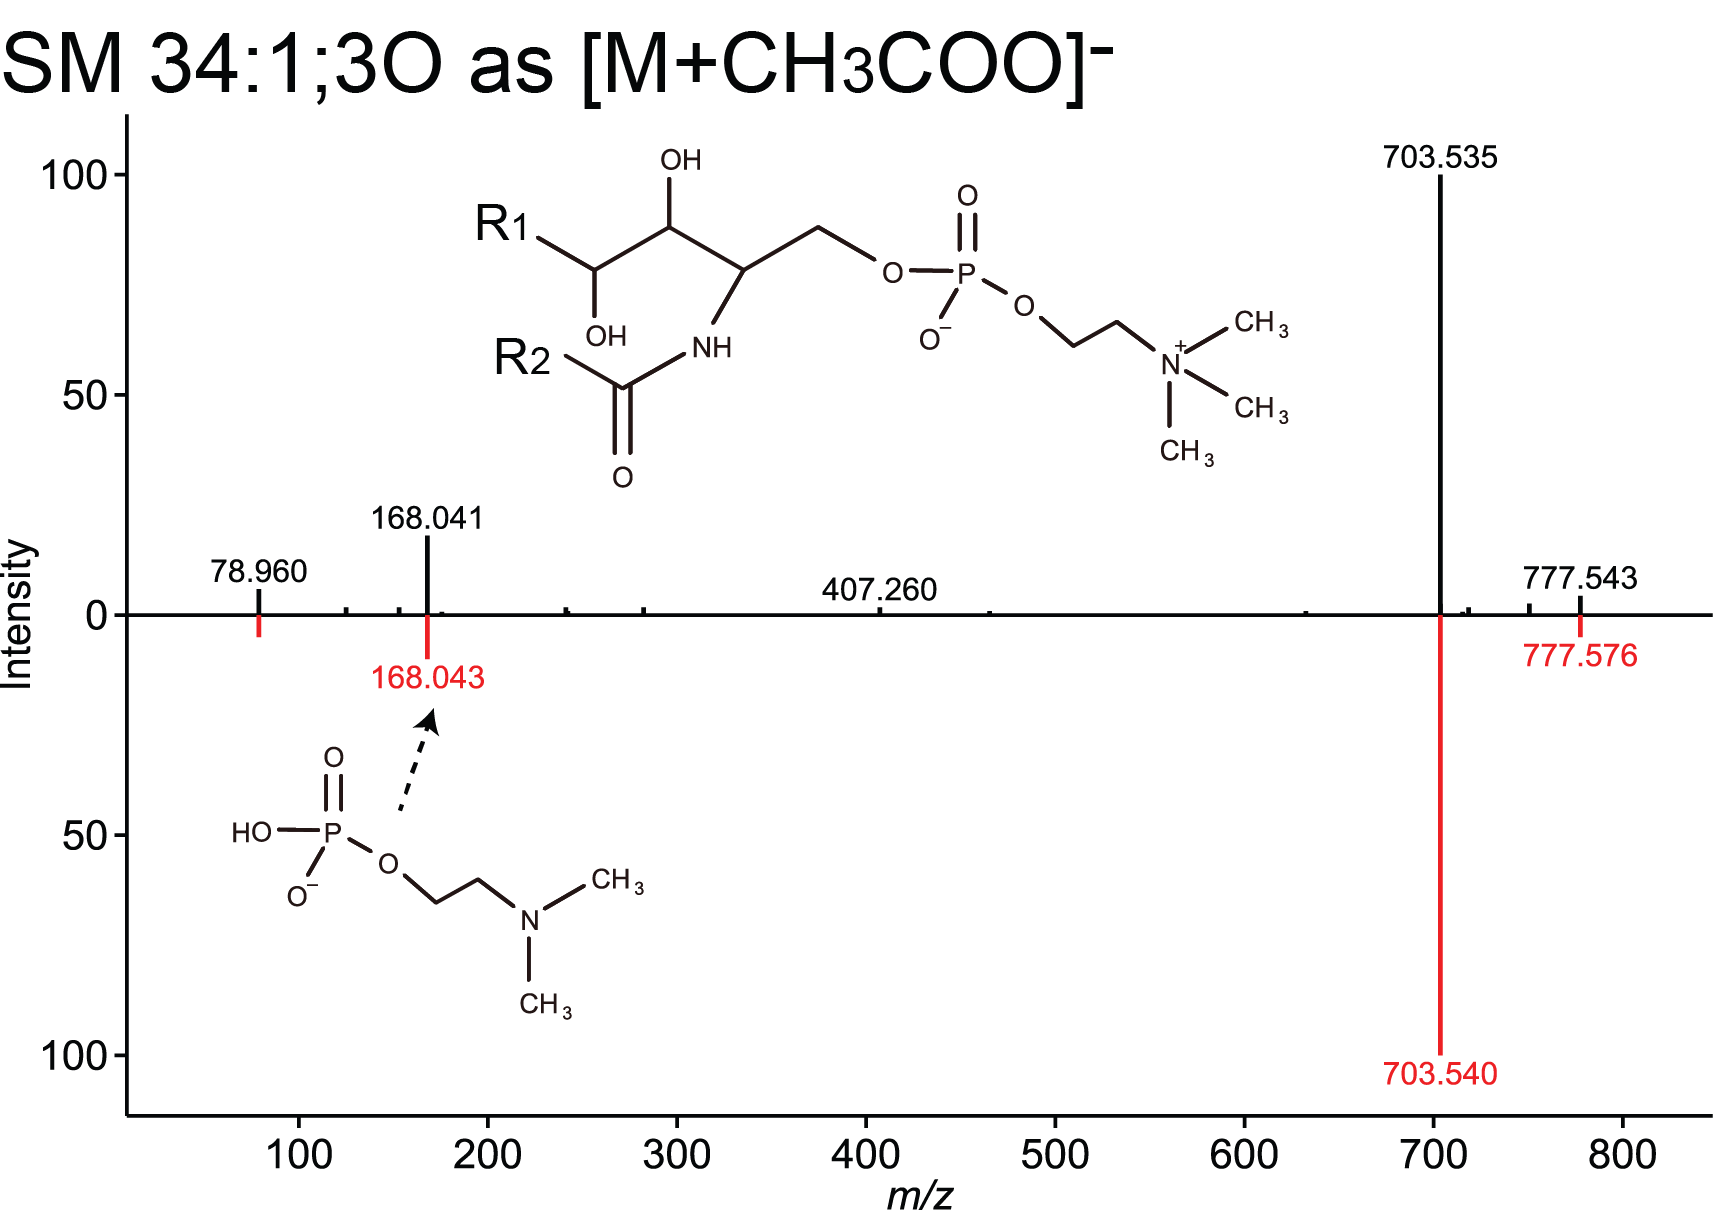 SM 34:1;3O as [M+CH3COO]-
100
703.535
OH
O
R1
O
P
O
O-
CH3
OH
R2
NH
N+
50
CH3
CH3
O
168.041
78.960
407.260
777.543
0
Intensity
168.043
777.576
O
HO
P
50
O
O-
CH3
N
CH3
100
703.540
100 200 300 400 500 600 700 800
m/z